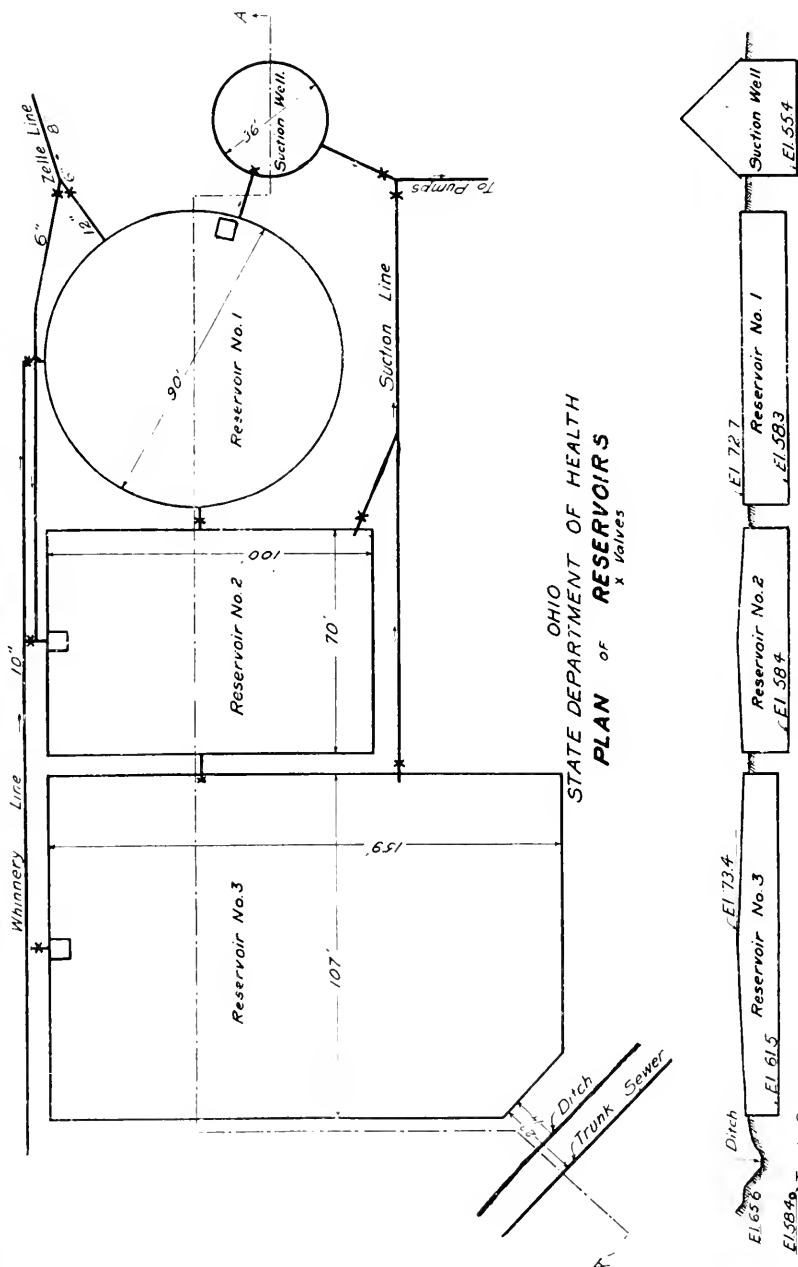 A
Zelle Line 8"
6"
6"
12"
36'
Suction Well.
To Pumps
Whinnery Line 10"
90'
Reservoir No.1
Suction Line
100'
70'
Reservoir No.2
159'
107'
Reservoir No.3
Ditch
Trunk Sewer
A'
OHIO
STATE DEPARTMENT OF HEALTH
PLAN OF RESERVOIRS
x Valves
Suction Well
El.55.4
El 72.7
Reservoir No. 1
El.58.3
Reservoir No.2
El 58.4
El 73.4
Reservoir No.3
El 61.5
Ditch
El 65.6
El.58.4